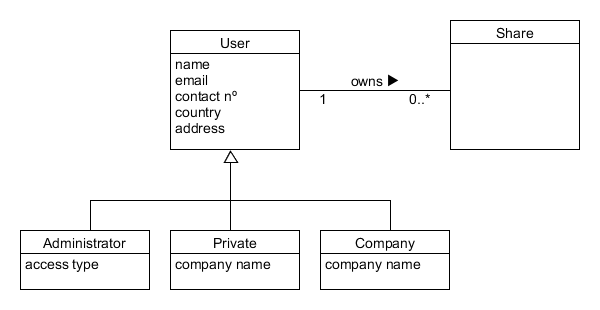 User
name
email
contact nº
country
address
owns ▶
1
0..*
Share
Administrator
access type
Private
company name
Company
company name